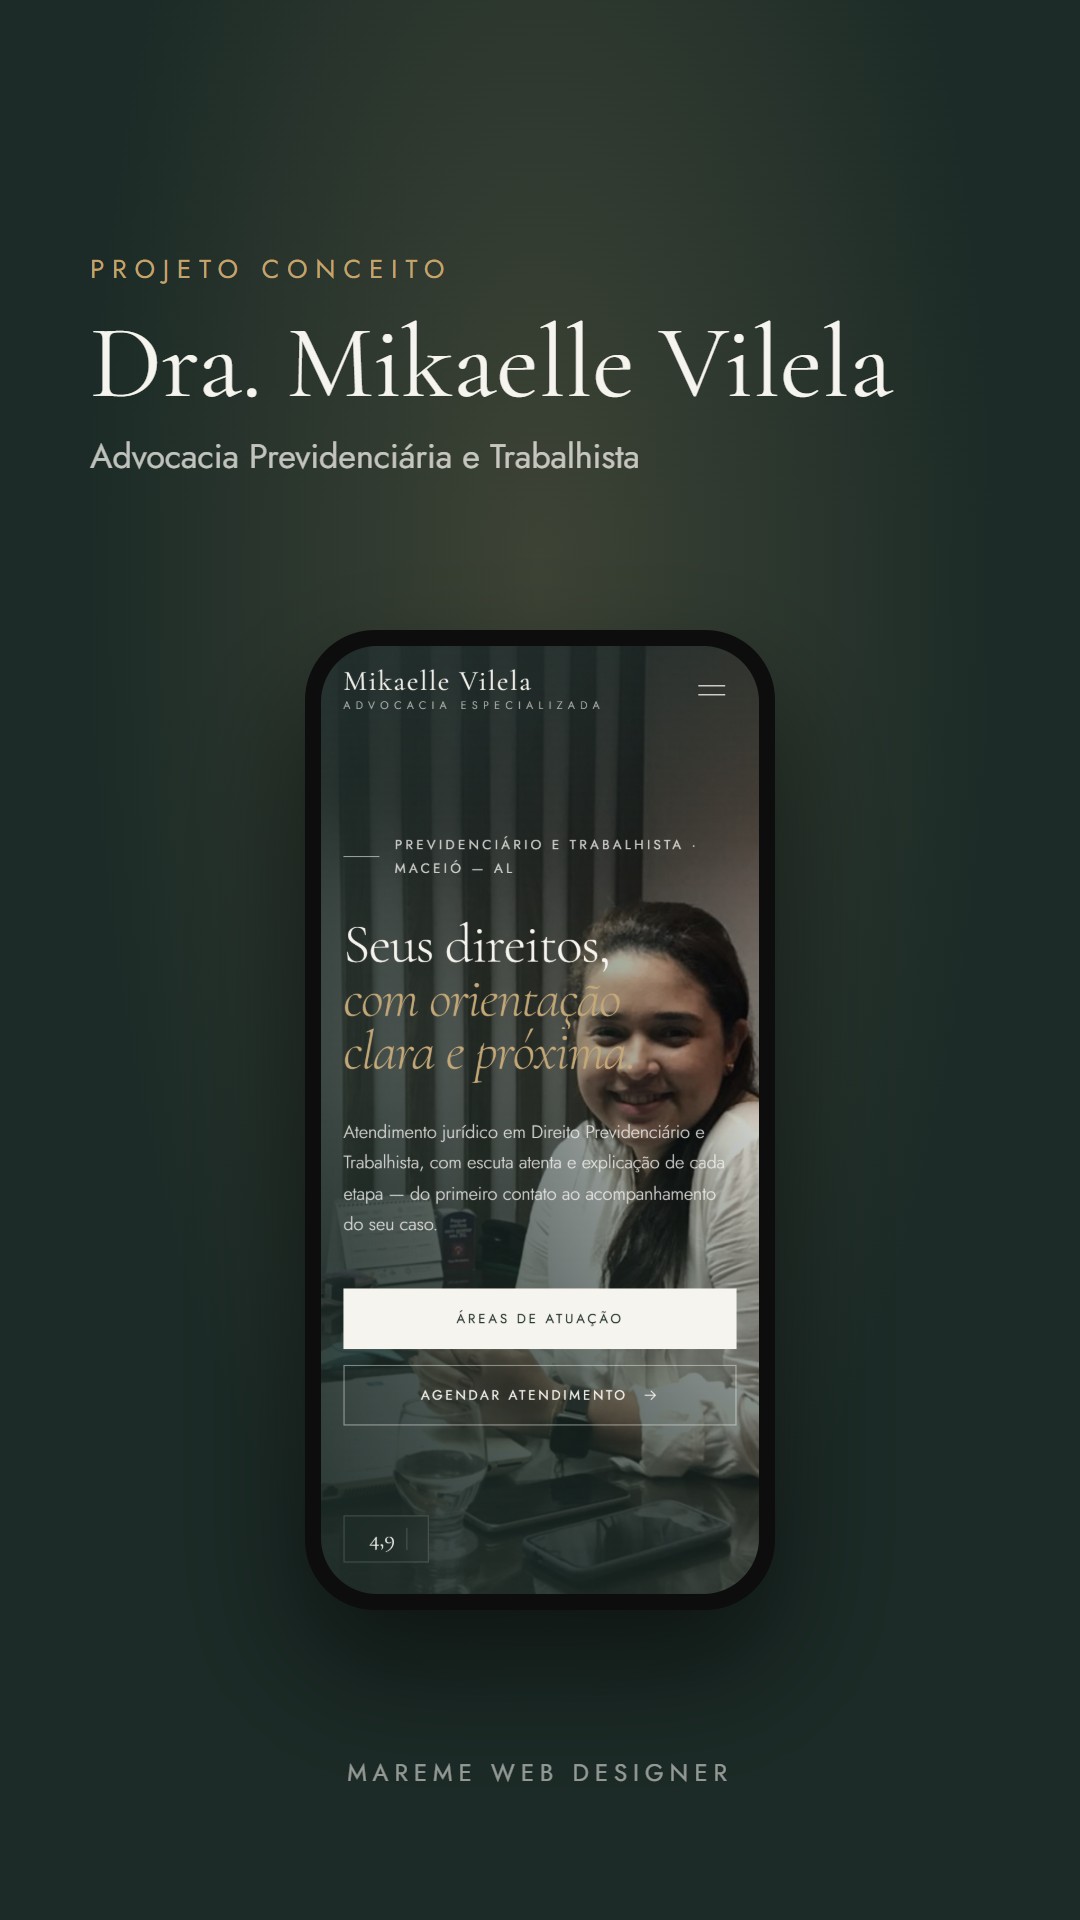 PROJETO CONCEITO
Dra. Mikaelle Vilela
Advocacia Previdenciária e Trabalhista
Mikaelle Vilela
ADVOCACIA ESPECIALIZADA
PREVIDENCIÁRIO E TRABALHISTA ·
MACEIÓ — AL
Seus direitos,
com orientação
clara e próxima.
Atendimento jurídico em Direito Previdenciário e
Trabalhista, com escuta atenta e explicação de cada
etapa — do primeiro contato ao acompanhamento
do seu caso.
ÁREAS DE ATUAÇÃO
AGENDAR ATENDIMENTO →
4,9
MAREME WEB DESIGNER